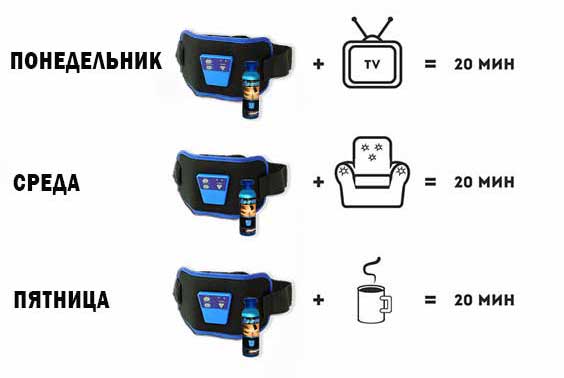 ПОНЕДЕЛЬНИК + TV = 20 МИН
СРЕДА + = 20 МИН
ПЯТНИЦА + = 20 МИН